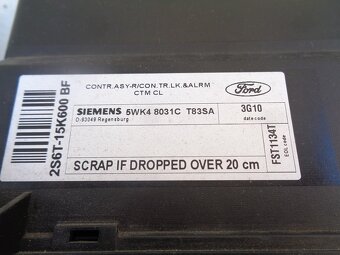 CONTR.ASY-R/CON.TR.LK.&ALRM
CTM CL
Ford
SIEMENS 5WK4 8031C T83SA
D-93049 Regensburg
3G10
date code
2S6T-15K600 BF
FST1134T
EOL code
SCRAP IF DROPPED OVER 20 cm